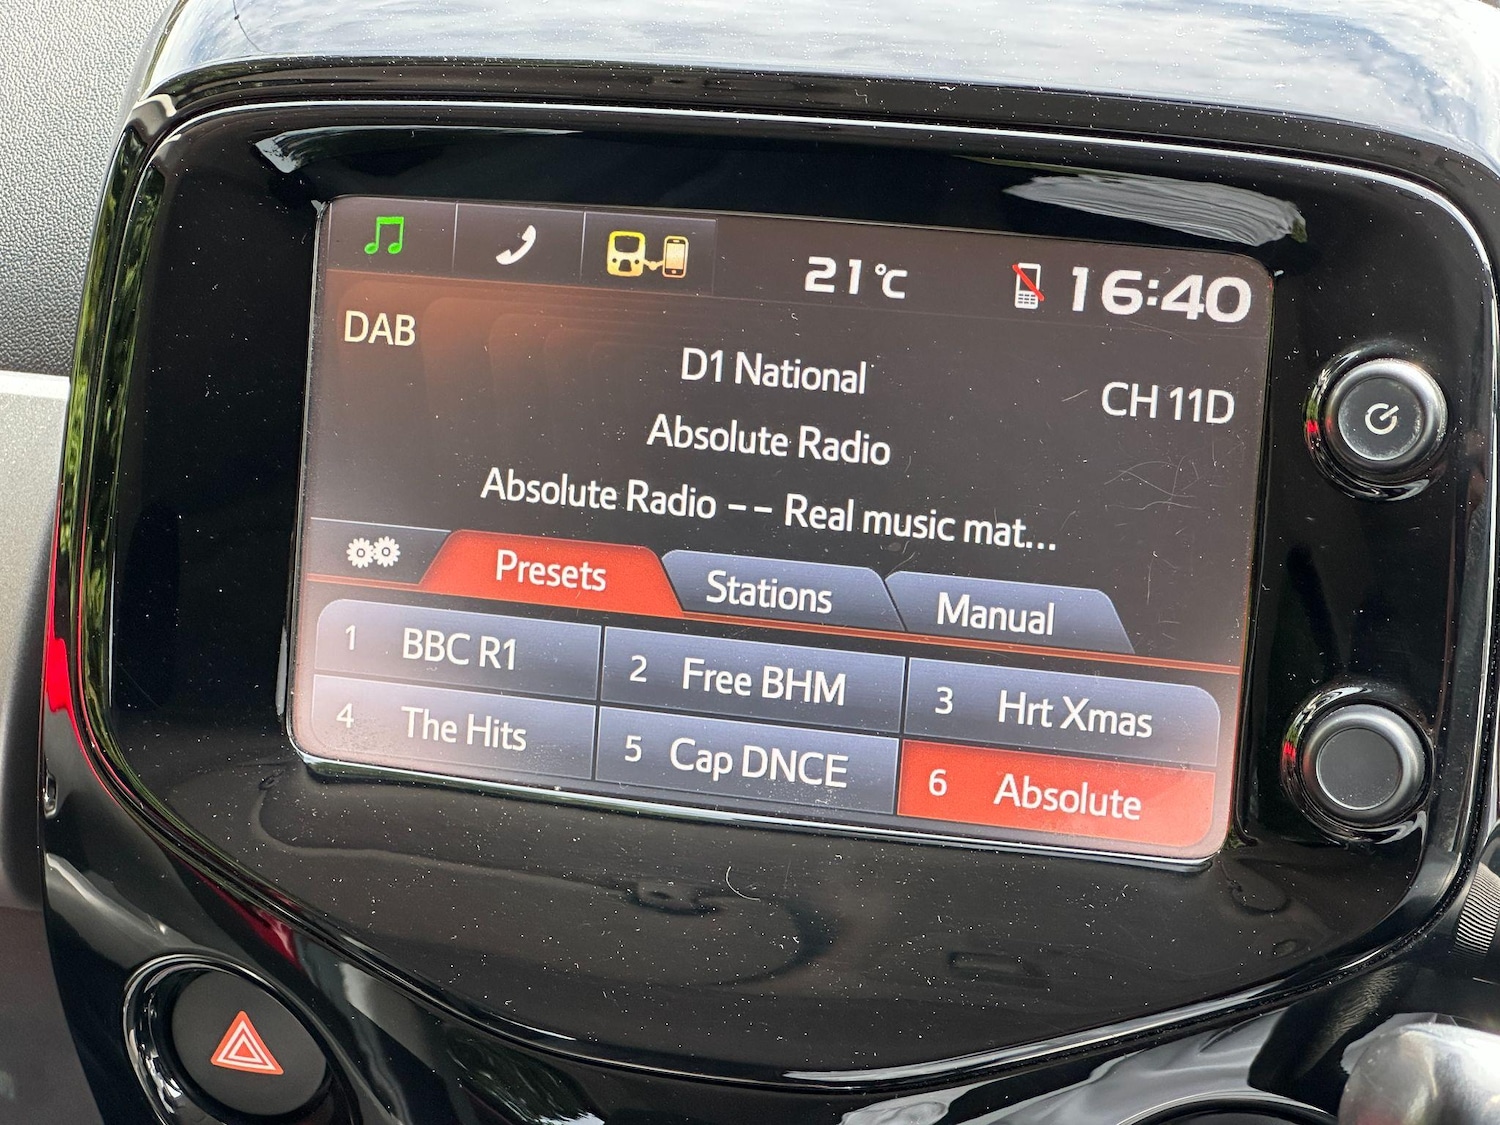 21°C
16:40
DAB
D1 National
CH 11D
Absolute Radio
Absolute Radio -- Real music mat...
Presets
Stations
Manual
1 BBC R1
2 Free BHM
3 Hrt Xmas
4 The Hits
5 Cap DNCE
6 Absolute